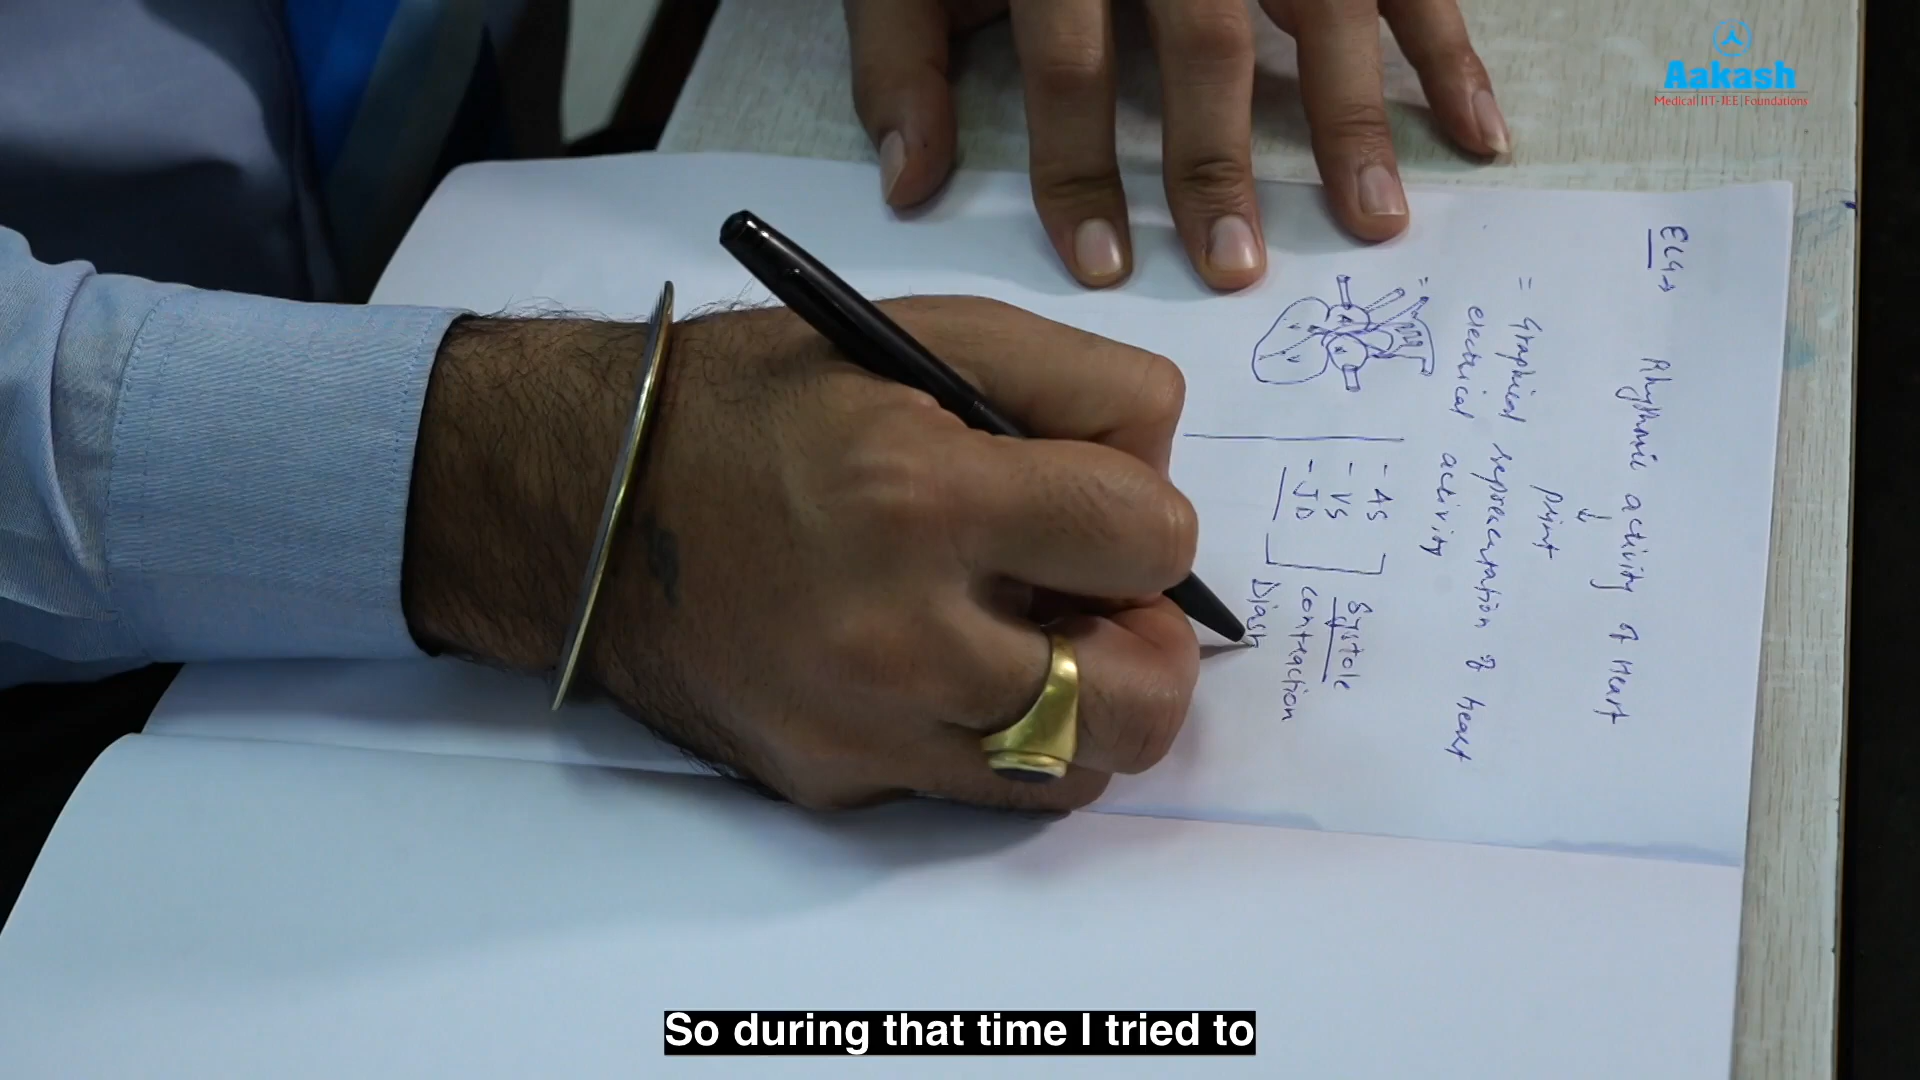 Aakash
Medical|IIT-JEE|Foundations
ECG →
Rhythmic activity of Heart
↓
print
= Graphical representation of
electrical activity heart
=
A
V
V
- AS
- VS
- JD
Systole
contraction
Diast
So during that time I tried to